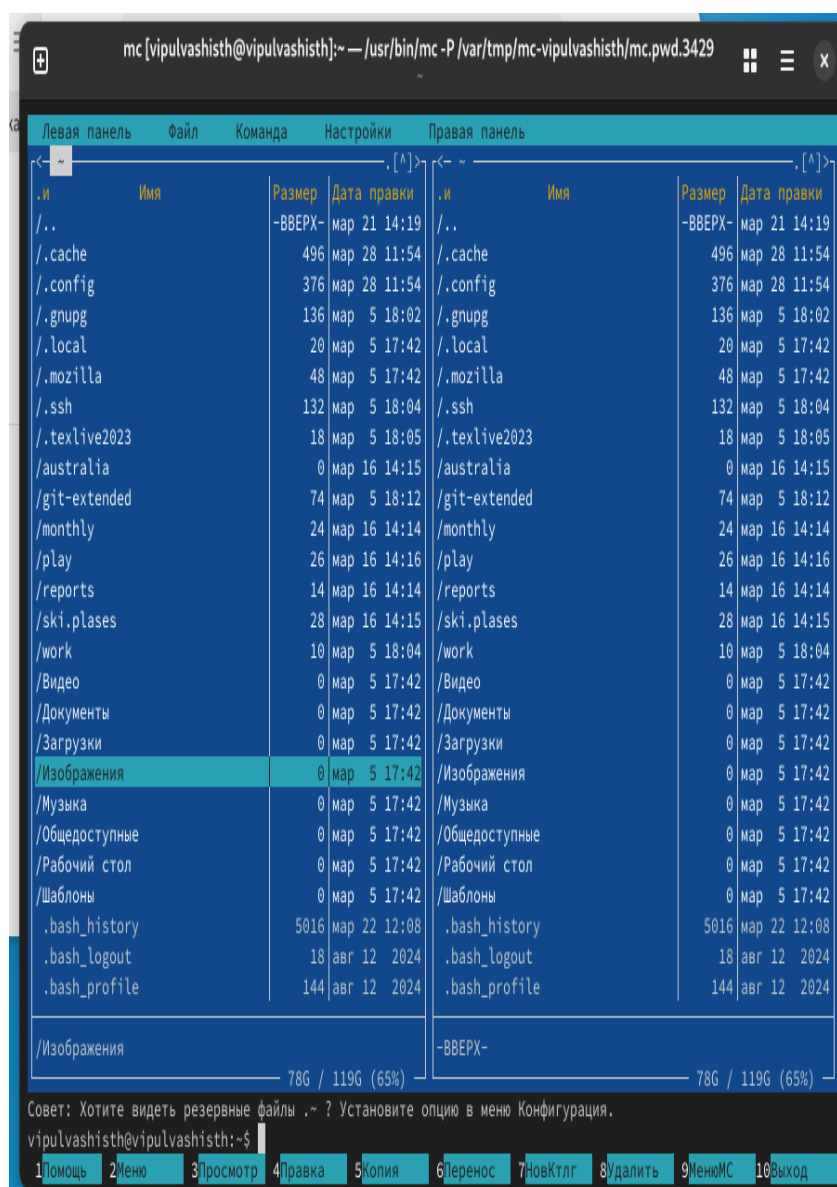 mc [vipulvashisth@vipulvashisth]:~ — /usr/bin/mc -P /var/tmp/mc-vipulvashisth/mc.pwd.3429
~
Левая панель Файл Команда Настройки Правая панель
<— ~ .[^]> <— ~ .[^]>
.и Имя Размер Дата правки .и Имя Размер Дата правки
/.. -ВВЕРХ- мар 21 14:19 /.. -ВВЕРХ- мар 21 14:19
/.cache 496 мар 28 11:54 /.cache 496 мар 28 11:54
/.config 376 мар 28 11:54 /.config 376 мар 28 11:54
/.gnupg 136 мар 5 18:02 /.gnupg 136 мар 5 18:02
/.local 20 мар 5 17:42 /.local 20 мар 5 17:42
/.mozilla 48 мар 5 17:42 /.mozilla 48 мар 5 17:42
/.ssh 132 мар 5 18:04 /.ssh 132 мар 5 18:04
/.texlive2023 18 мар 5 18:05 /.texlive2023 18 мар 5 18:05
/australia 0 мар 16 14:15 /australia 0 мар 16 14:15
/git-extended 74 мар 5 18:12 /git-extended 74 мар 5 18:12
/monthly 24 мар 16 14:14 /monthly 24 мар 16 14:14
/play 26 мар 16 14:16 /play 26 мар 16 14:16
/reports 14 мар 16 14:14 /reports 14 мар 16 14:14
/ski.plases 28 мар 16 14:15 /ski.plases 28 мар 16 14:15
/work 10 мар 5 18:04 /work 10 мар 5 18:04
/Видео 0 мар 5 17:42 /Видео 0 мар 5 17:42
/Документы 0 мар 5 17:42 /Документы 0 мар 5 17:42
/Загрузки 0 мар 5 17:42 /Загрузки 0 мар 5 17:42
/Изображения 0 мар 5 17:42 /Изображения 0 мар 5 17:42
/Музыка 0 мар 5 17:42 /Музыка 0 мар 5 17:42
/Общедоступные 0 мар 5 17:42 /Общедоступные 0 мар 5 17:42
/Рабочий стол 0 мар 5 17:42 /Рабочий стол 0 мар 5 17:42
/Шаблоны 0 мар 5 17:42 /Шаблоны 0 мар 5 17:42
.bash_history 5016 мар 22 12:08 .bash_history 5016 мар 22 12:08
.bash_logout 18 авг 12 2024 .bash_logout 18 авг 12 2024
.bash_profile 144 авг 12 2024 .bash_profile 144 авг 12 2024
/Изображения -ВВЕРХ-
78G / 119G (65%) 78G / 119G (65%)
Совет: Хотите видеть резервные файлы .~ ? Установите опцию в меню Конфигурация.
vipulvashisth@vipulvashisth:~$
1Помощь 2Меню 3Просмотр 4Правка 5Копия 6Перенос 7НовКтлг 8Удалить 9МенюMC 10Выход